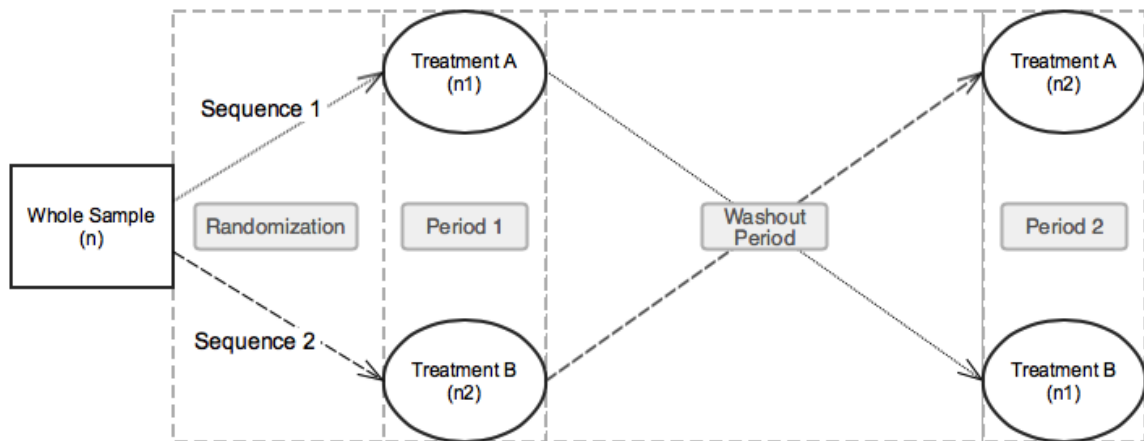 Treatment A
(n1)
Treatment A
(n2)
Sequence 1
Whole Sample
(n)
Randomization
Period 1
Washout
Period
Period 2
Sequence 2
Treatment B
(n2)
Treatment B
(n1)